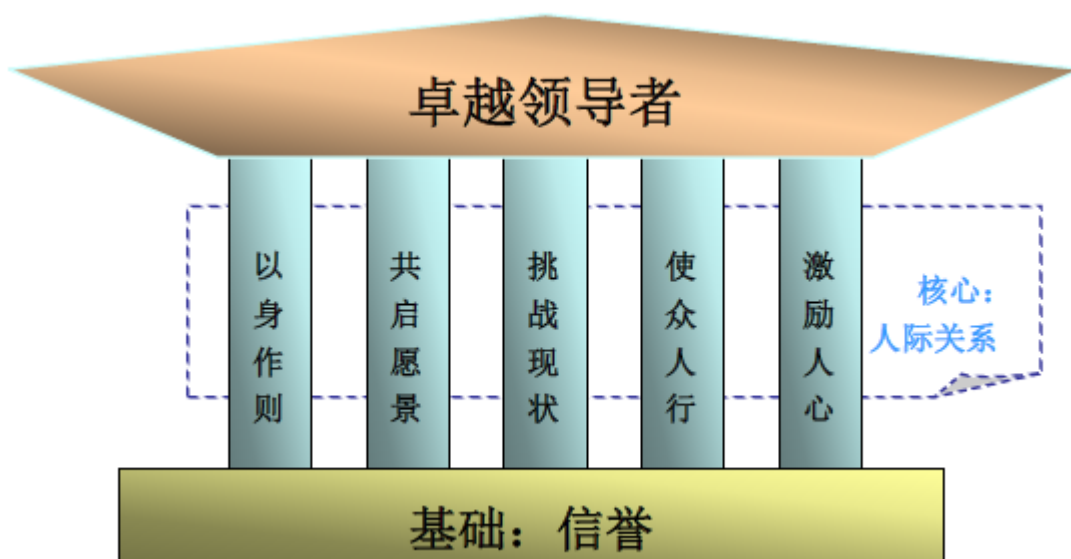 卓越领导者
以身作则
共启愿景
挑战现状
使众人行
激励人心
核心：
人际关系
基础：信誉